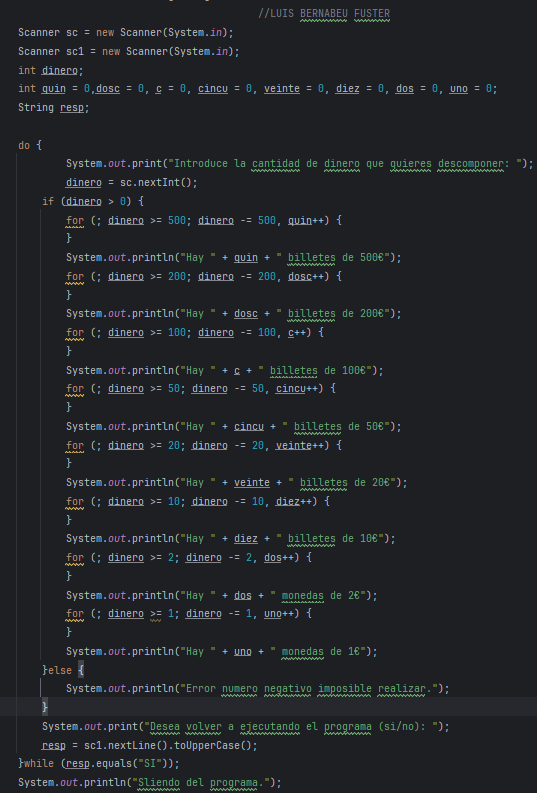 //LUIS BERNABEU FUSTER
Scanner sc = new Scanner(System.in);
Scanner sc1 = new Scanner(System.in);
int dinero;
int quin = 0,dosc = 0, c = 0, cincu = 0, veinte = 0, diez = 0, dos = 0, uno = 0;
String resp;
do {
System.out.print("Introduce la cantidad de dinero que quieres descomponer: ");
dinero = sc.nextInt();
if (dinero > 0) {
for (; dinero >= 500; dinero -= 500, quin++) {
}
System.out.println("Hay " + quin + " billetes de 500€");
for (; dinero >= 200; dinero -= 200, dosc++) {
}
System.out.println("Hay " + dosc + " billetes de 200€");
for (; dinero >= 100; dinero -= 100, c++) {
}
System.out.println("Hay " + c + " billetes de 100€");
for (; dinero >= 50; dinero -= 50, cincu++) {
}
System.out.println("Hay " + cincu + " billetes de 50€");
for (; dinero >= 20; dinero -= 20, veinte++) {
}
System.out.println("Hay " + veinte + " billetes de 20€");
for (; dinero >= 10; dinero -= 10, diez++) {
}
System.out.println("Hay " + diez + " billetes de 10€");
for (; dinero >= 2; dinero -= 2, dos++) {
}
System.out.println("Hay " + dos + " monedas de 2€");
for (; dinero >= 1; dinero -= 1, uno++) {
}
System.out.println("Hay " + uno + " monedas de 1€");
}else {
System.out.println("Error numero negativo imposible realizar.");
}
System.out.print("Desea volver a ejecutando el programa (si/no): ");
resp = sc1.nextLine().toUpperCase();
}while (resp.equals("SI"));
System.out.println("Sliendo del programa.");